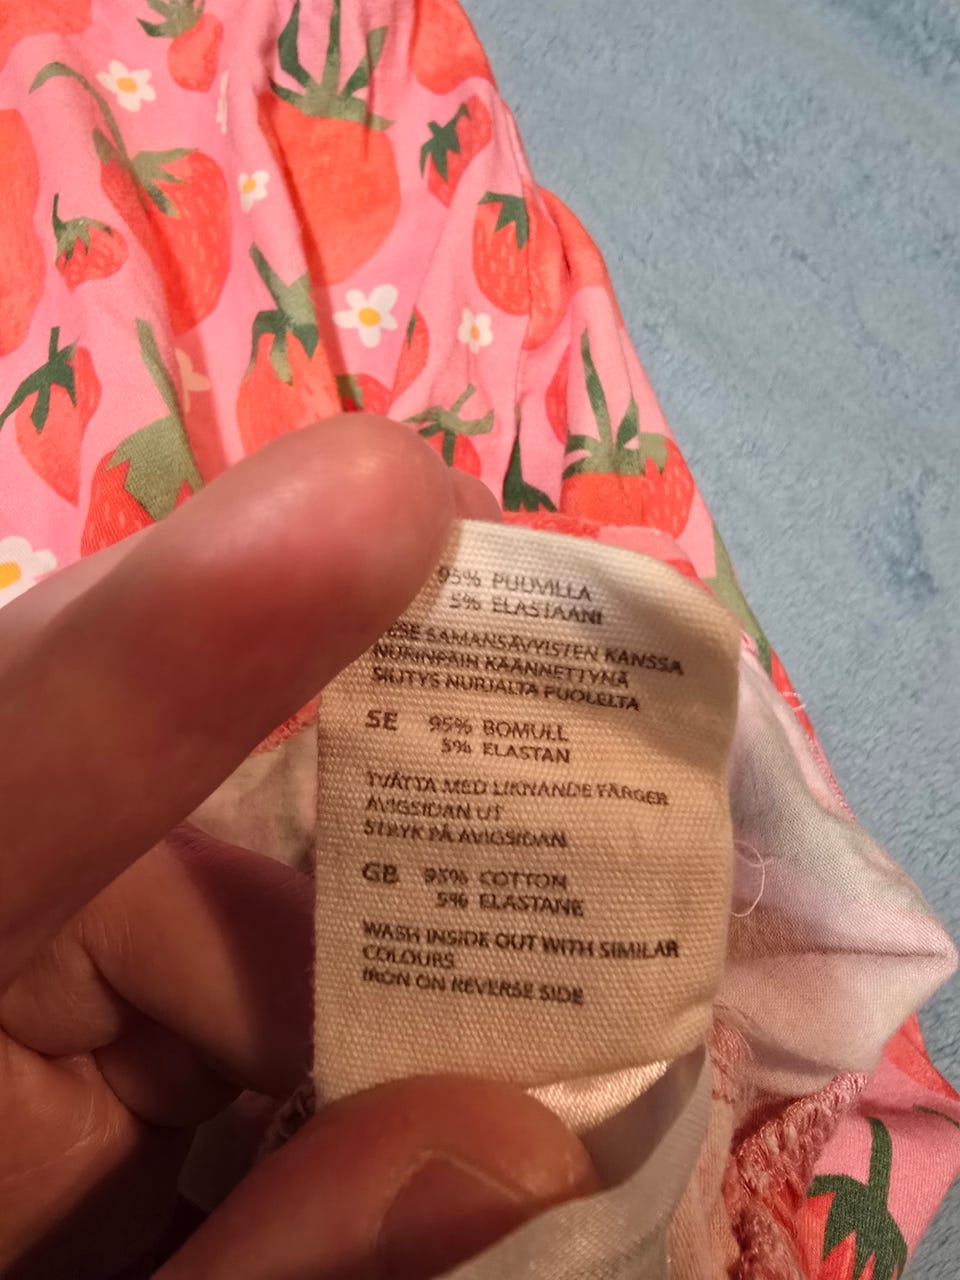 95% PUUVILLA
5% ELASTAANI
PESE SAMANSÄVYISTEN KANSSA
NURINPÄIN KÄÄNNETTYNÄ
SILITYS NURJALTA PUOLELTA
SE 95% BOMULL
5% ELASTAN
TVÄTTA MED LIKNANDE FÄRGER
AVIGSIDAN UT
STRYK PÅ AVIGSIDAN
GB 95% COTTON
5% ELASTANE
WASH INSIDE OUT WITH SIMILAR
COLOURS
IRON ON REVERSE SIDE